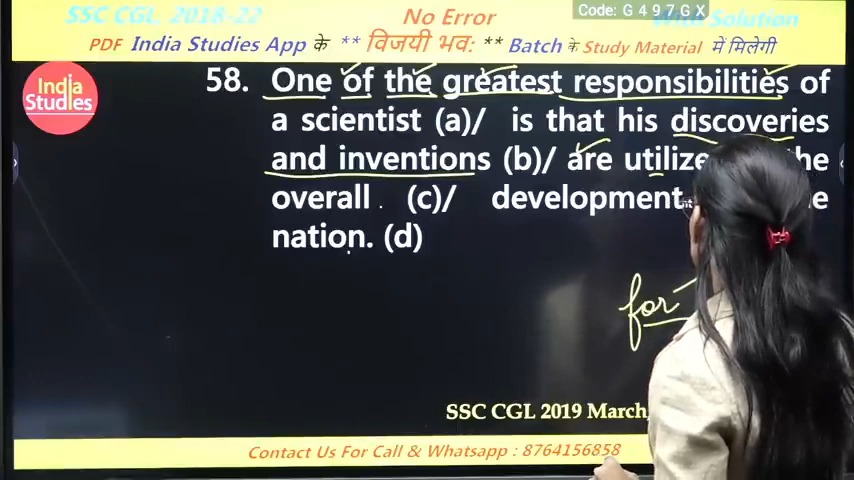 SSC CGL 2018-22
No Error
Code: G 4 9 7 G X
With Solution
PDF India Studies App के ** विजयी भव: ** Batch के Study Material में मिलेगी
India
Studies
58. One of the greatest responsibilities of
a scientist (a)/ is that his discoveries
and inventions (b)/ are utilize he
overall (c)/ development e
nation. (d)
for
SSC CGL 2019 March,
Contact Us For Call & Whatsapp : 8764156858